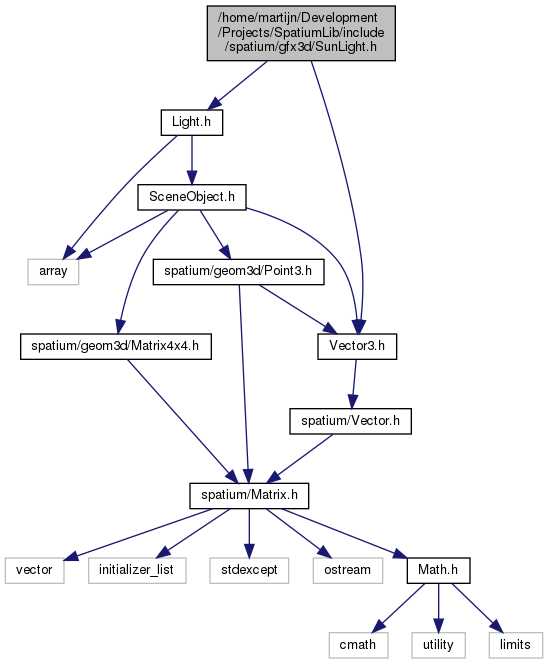 /home/martijn/Development
/Projects/SpatiumLib/include
/spatium/gfx3d/SunLight.h
Light.h
SceneObject.h
array
spatium/geom3d/Point3.h
spatium/geom3d/Matrix4x4.h
Vector3.h
spatium/Vector.h
spatium/Matrix.h
vector
initializer_list
stdexcept
ostream
Math.h
cmath
utility
limits